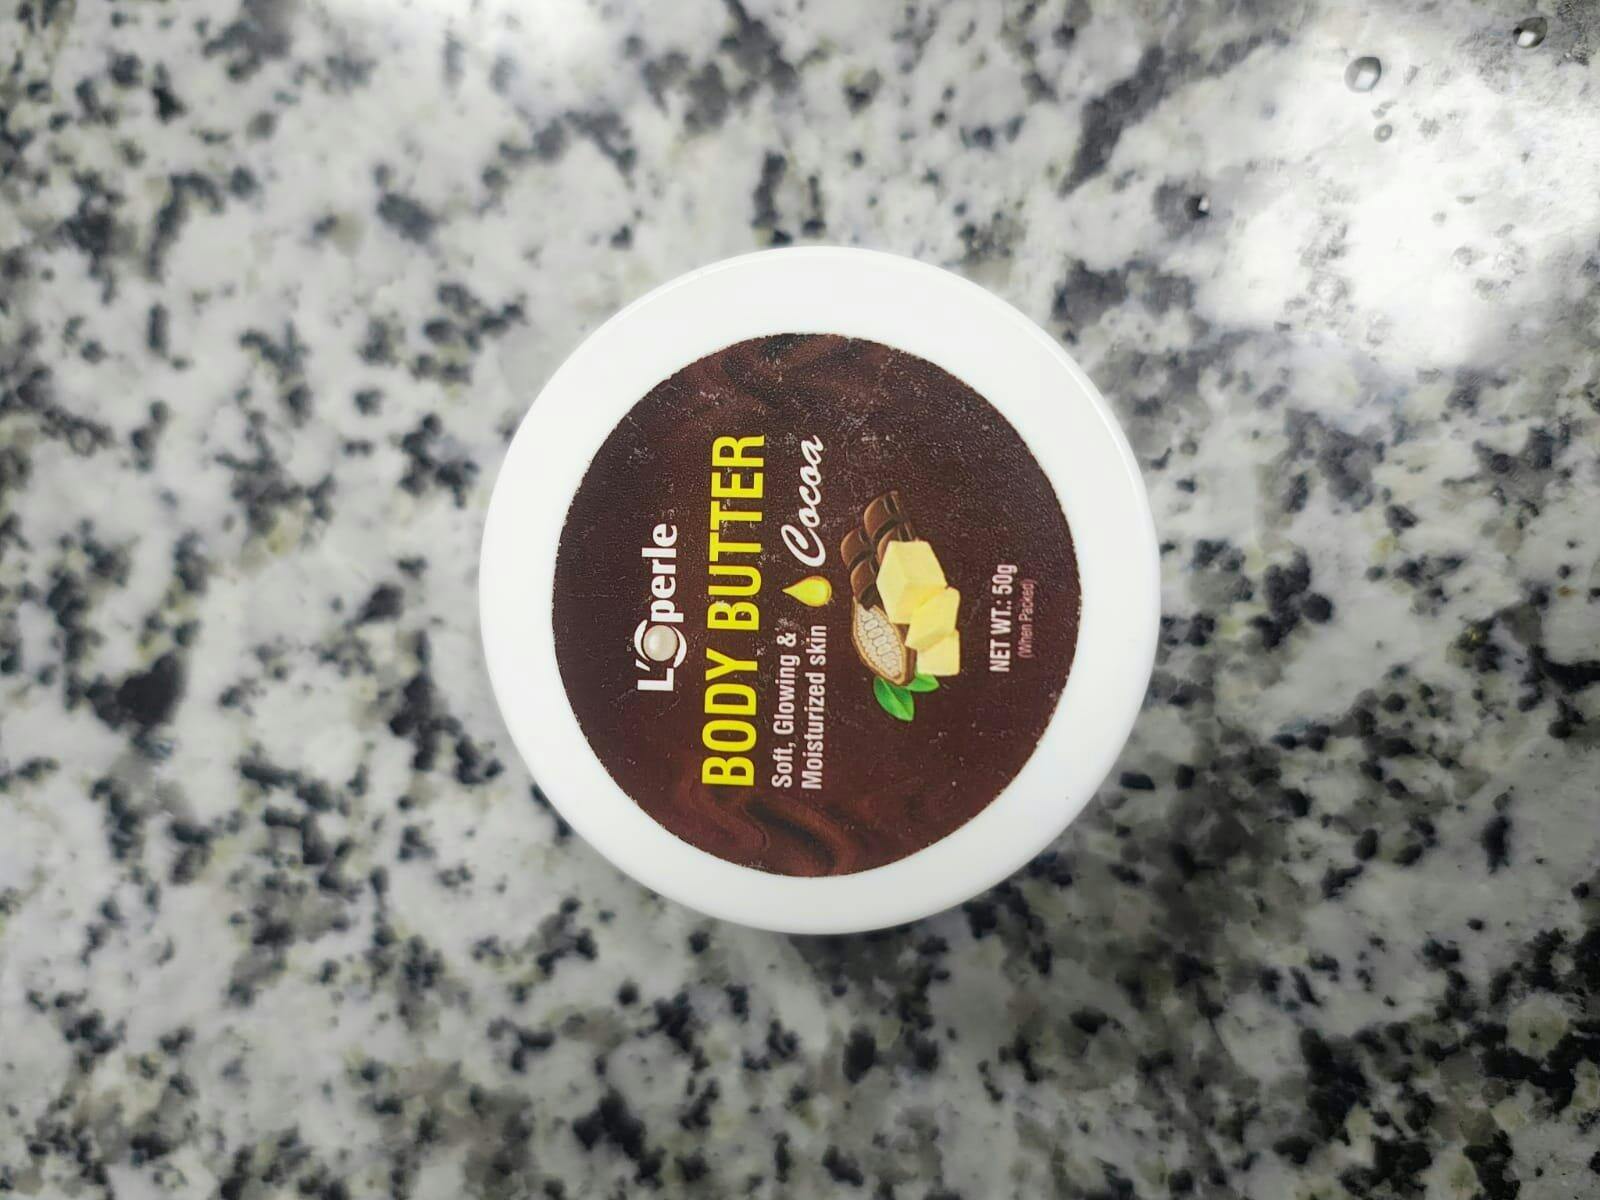 L'Operle
BODY BUTTER
Soft, Glowing &
Moisturized skin
Cocoa
NET WT.: 50g
(When Packed)